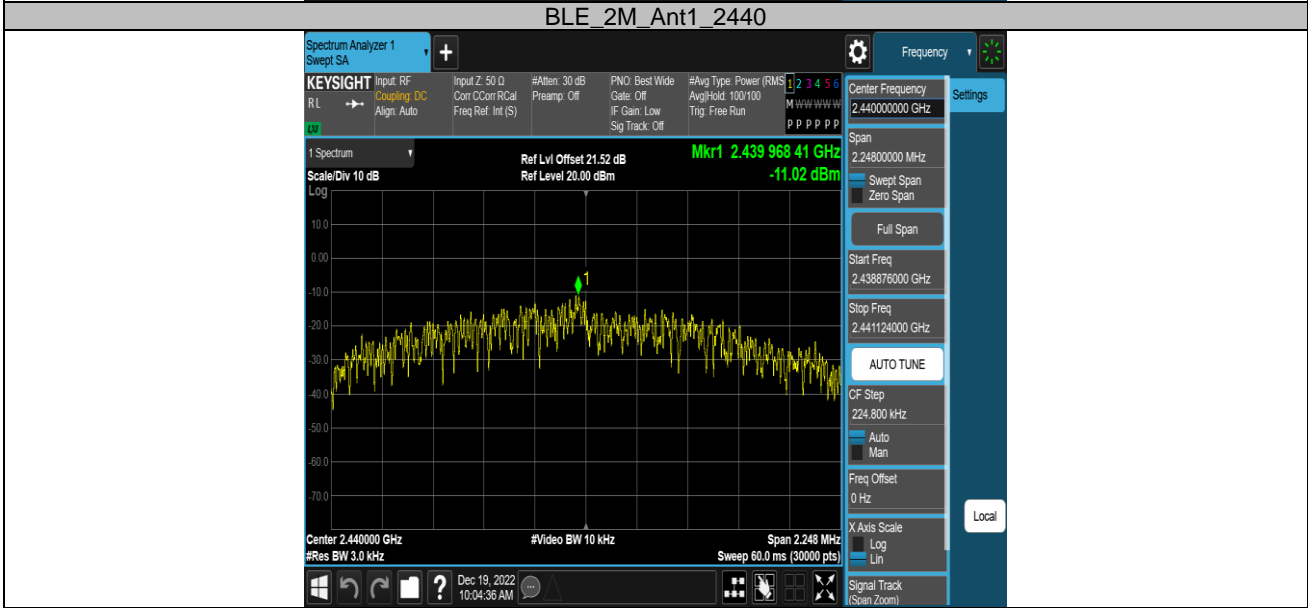 BLE_2M_Ant1_2440
Spectrum Analyzer 1
Swept SA
+
Frequency
KEYSIGHT
RL
LXI
Input: RF
Coupling: DC
Align: Auto
Input Z: 50 Ω
Corr CCorr RCal
Freq Ref: Int (S)
#Atten: 30 dB
Preamp: Off
PNO: Best Wide
Gate: Off
IF Gain: Low
Sig Track: Off
#Avg Type: Power (RMS
Avg|Hold: 100/100
Trig: Free Run
1 2 3 4 5 6
M W W W W W
P P P P P P
1 Spectrum
Scale/Div 10 dB
Log
Ref Lvl Offset 21.52 dB
Ref Level 20.00 dBm
Mkr1 2.439 968 41 GHz
-11.02 dBm
10.0
0.00
-10.0
-20.0
-30.0
-40.0
-50.0
-60.0
-70.0
1
Center 2.440000 GHz
#Res BW 3.0 kHz
#Video BW 10 kHz
Span 2.248 MHz
Sweep 60.0 ms (30000 pts)
Center Frequency
2.440000000 GHz
Span
2.24800000 MHz
Swept Span
Zero Span
Full Span
Start Freq
2.438876000 GHz
Stop Freq
2.441124000 GHz
AUTO TUNE
CF Step
224.800 kHz
Auto
Man
Freq Offset
0 Hz
X Axis Scale
Log
Lin
Signal Track
(Span Zoom)
Settings
Local
?
Dec 19, 2022
10:04:36 AM